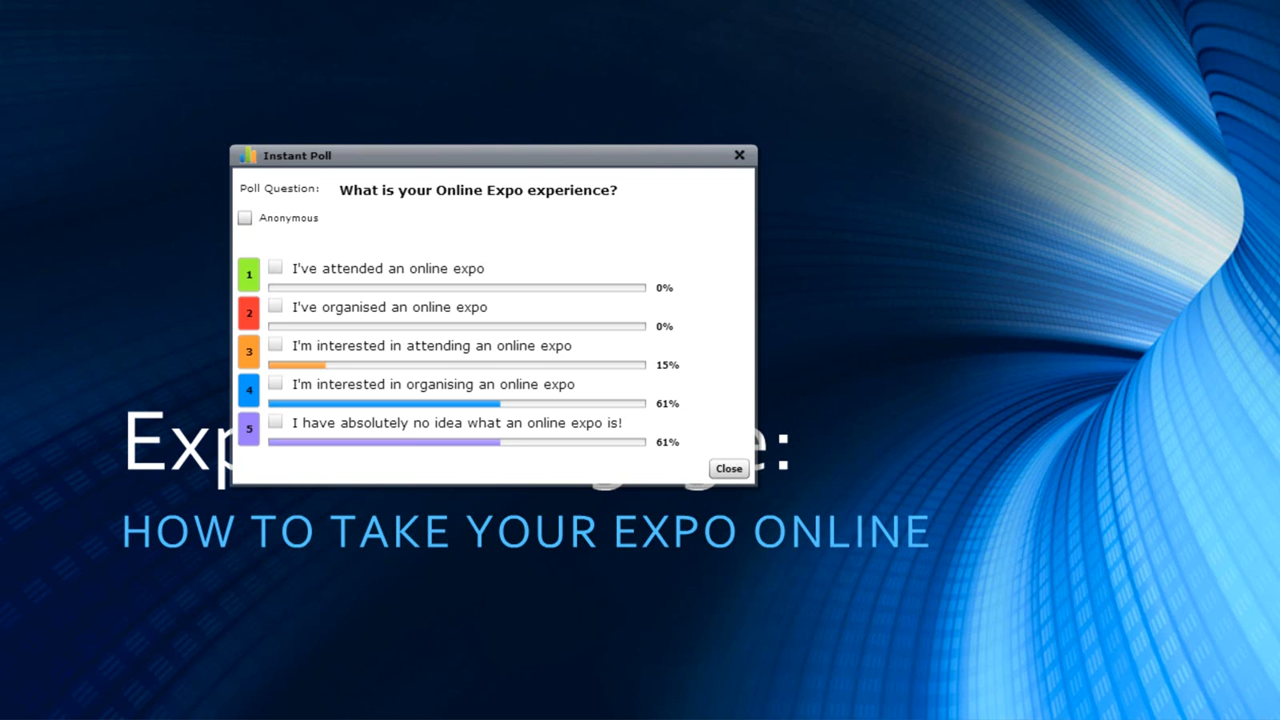 Instant Poll
Poll Question: What is your Online Expo experience?
Anonymous
1 I've attended an online expo
0%
2 I've organised an online expo
0%
3 I'm interested in attending an online expo
15%
4 I'm interested in organising an online expo
61%
5 I have absolutely no idea what an online expo is!
61%
Close
HOW TO TAKE YOUR EXPO ONLINE